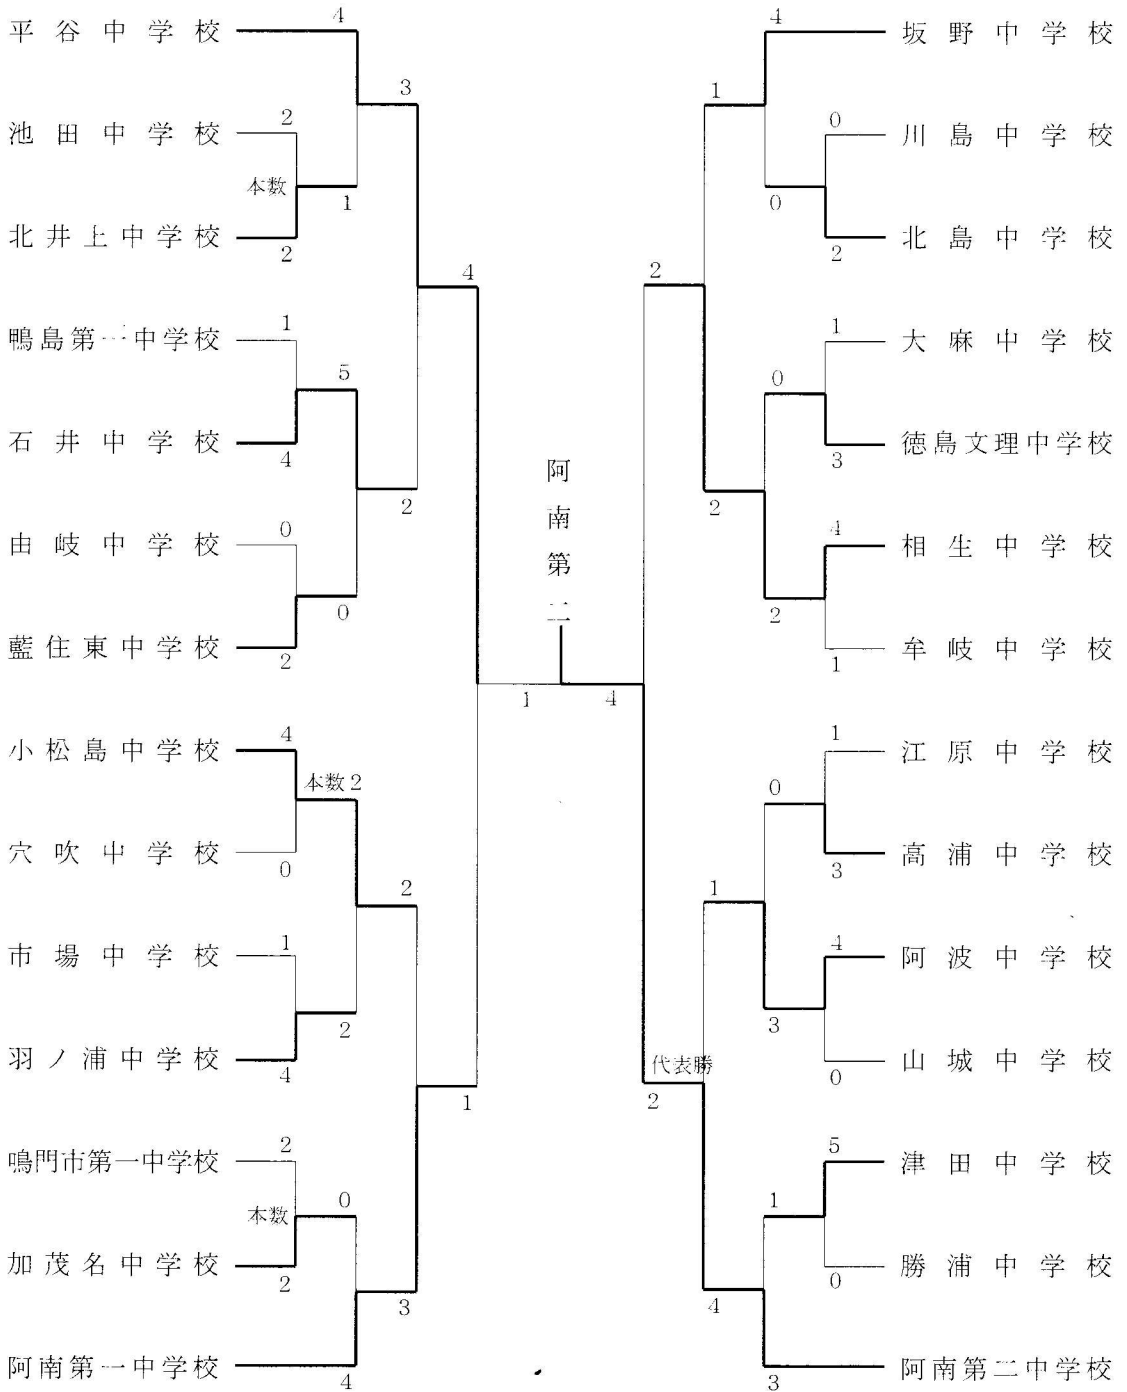 平谷中学校
4
3
池田中学校
2
本数
1
北井上中学校
2
4
鴨島第一中学校
1
5
石井中学校
4
2
由岐中学校
0
0
藍住東中学校
2
小松島中学校
4
本数 2
穴吹中学校
0
2
市場中学校
1
2
羽ノ浦中学校
4
1
鳴門市第一中学校
2
0
本数
加茂名中学校
2
3
阿南第一中学校
4
阿南第二
1
4
4
坂野中学校
1
0
川島中学校
0
北島中学校
2
2
1
大麻中学校
0
徳島文理中学校
3
2
4
相生中学校
2
牟岐中学校
1
1
江原中学校
0
高浦中学校
3
1
4
阿波中学校
3
山城中学校
0
代表勝
2
5
津田中学校
1
勝浦中学校
0
4
阿南第二中学校
3